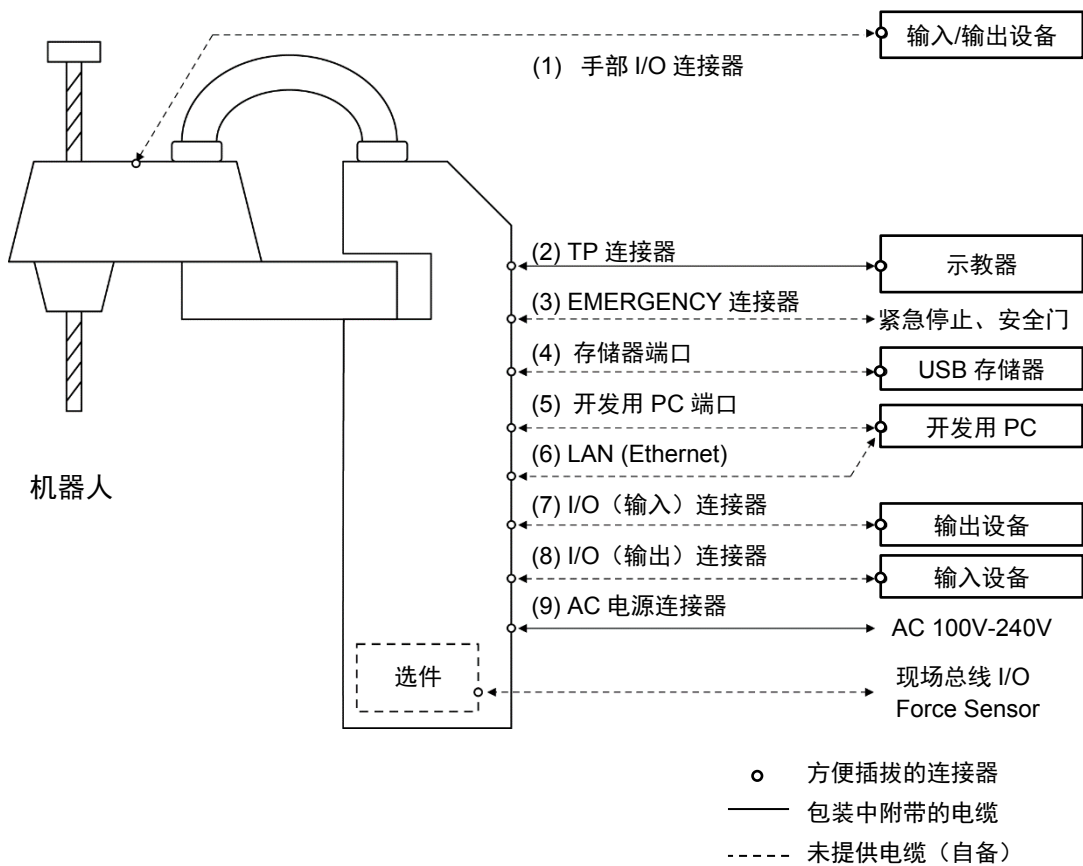 输入/输出设备
(1) 手部 I/O 连接器
(2) TP 连接器
示教器
(3) EMERGENCY 连接器
紧急停止、安全门
(4) 存储器端口
USB 存储器
(5) 开发用 PC 端口
开发用 PC
(6) LAN (Ethernet)
机器人
(7) I/O（输入）连接器
输出设备
(8) I/O（输出）连接器
输入设备
(9) AC 电源连接器
AC 100V-240V
选件
现场总线 I/O
Force Sensor
方便插拔的连接器
包装中附带的电缆
未提供电缆（自备）